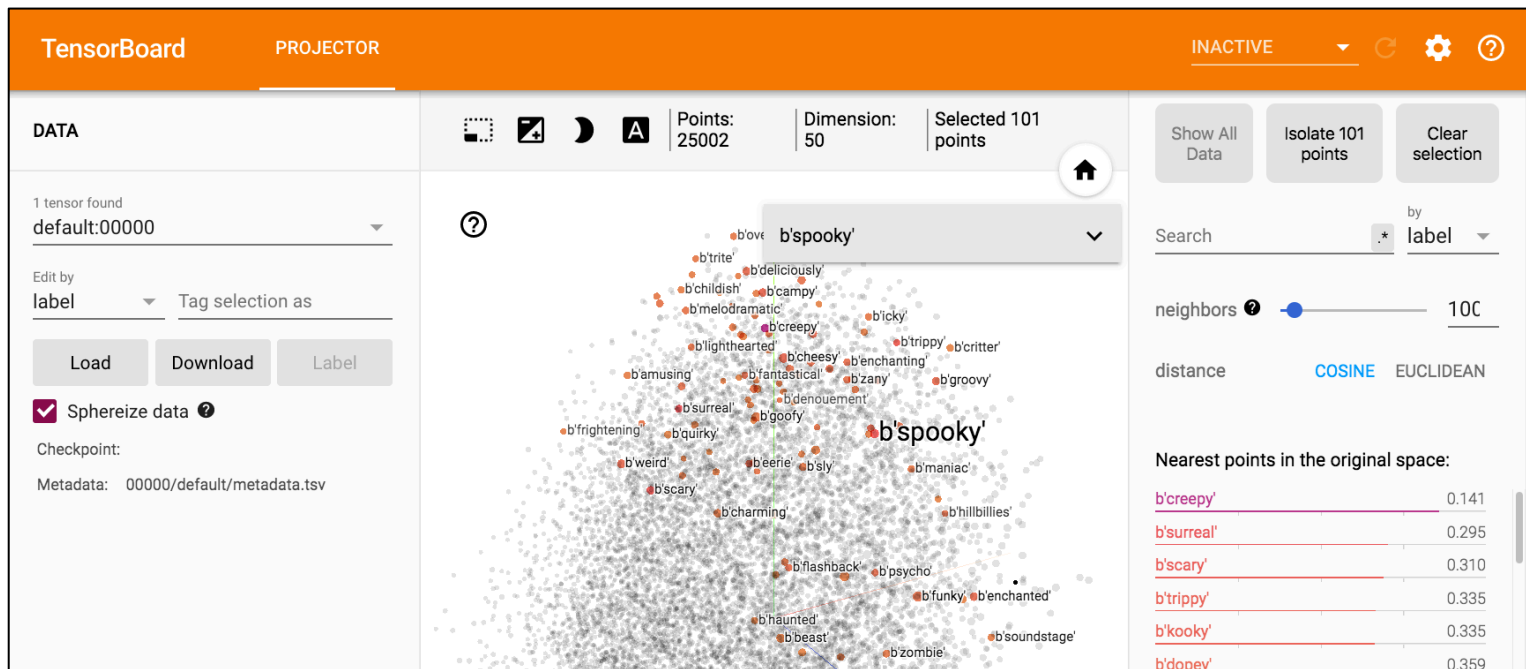 TensorBoard
PROJECTOR
INACTIVE
DATA
1 tensor found
default:00000
Edit by
label
Tag selection as
Load
Download
Label
Sphereize data
Checkpoint:
Metadata: 00000/default/metadata.tsv
A
Points:
25002
Dimension:
50
Selected 101
points
b'spooky'
b'ove
b'trite'
b'deliciously'
b'childish'
b'campy'
b'melodramatic'
b'icky'
b'creepy'
b'lighthearted'
b'trippy'
b'critter'
b'cheesy'
b'enchanting'
b'amusing
b'fantastical'
b'zany'
b'groovy'
b'denouement'
b'surreal'
b'goofy'
b'frightening'
b'quirky'
b'spooky'
b'weird'
b'eerie'
b'sly'
b'maniac'
b'scary'
b'charming'
b'hillbillies'
b'flashback'
b'psycho'
b'funky'
b'enchanted'
b'haunted'
b'beast'
b'soundstage'
b'zombie'
Show All
Data
Isolate 101
points
Clear
selection
Search
.*
by
label
neighbors
100
distance
COSINE
EUCLIDEAN
Nearest points in the original space:
b'creepy' 0.141
b'surreal' 0.295
b'scary' 0.310
b'trippy' 0.335
b'kooky' 0.335
b'dopey' 0.359